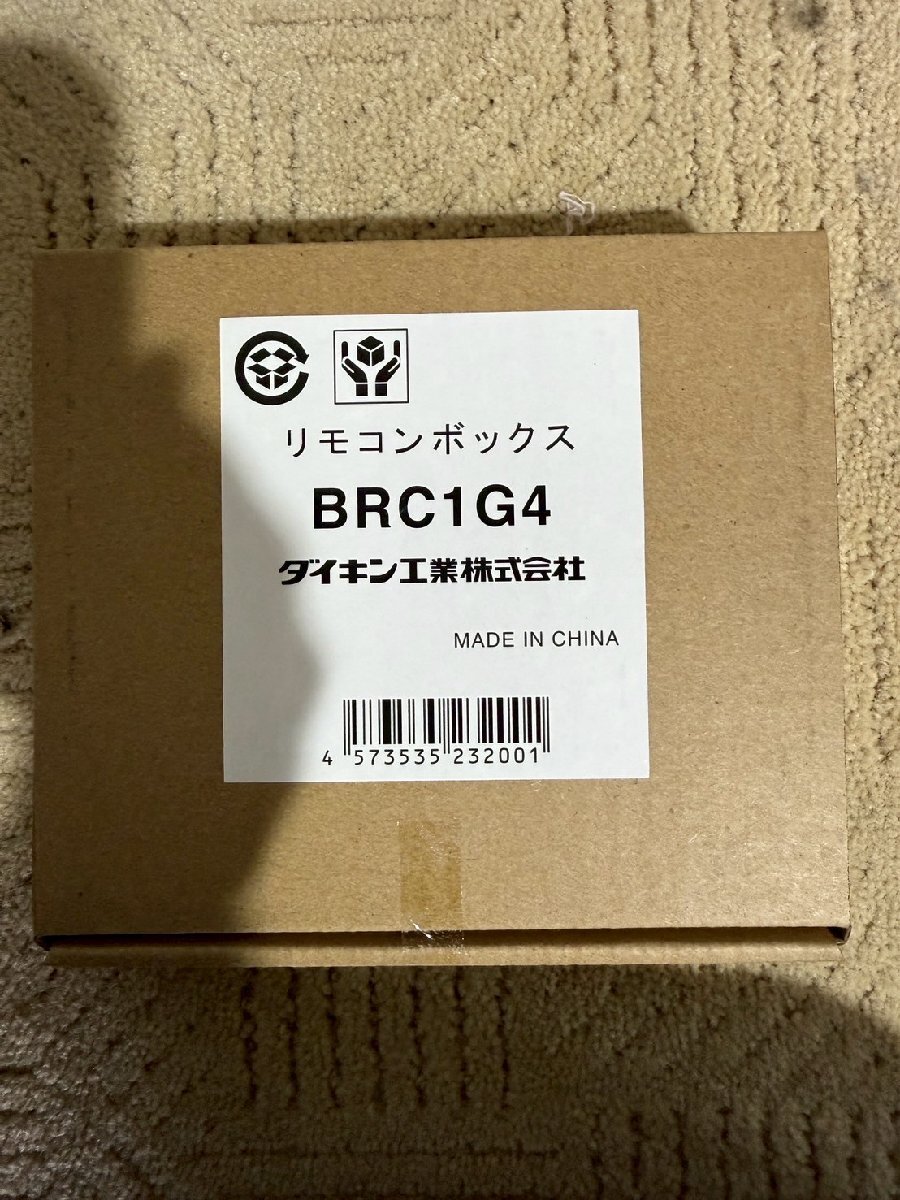 リモコンボックス
BRC1G4
ダイキン工業株式会社
MADE IN CHINA
4 573535 232001